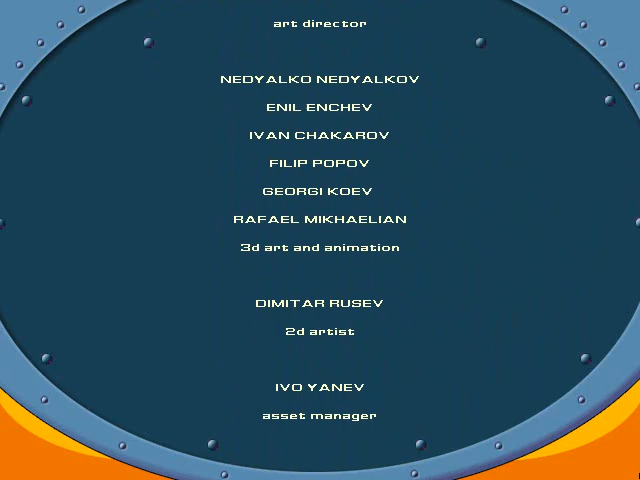 art director
NEDYALKO NEDYALKOV
ENIL ENCHEV
IVAN CHAKAROV
FILIP POPOV
GEORGI KOEV
RAFAEL MIKHAELIAN
3d art and animation
DIMITAR RUSEV
2d artist
IVO YANEV
asset manager